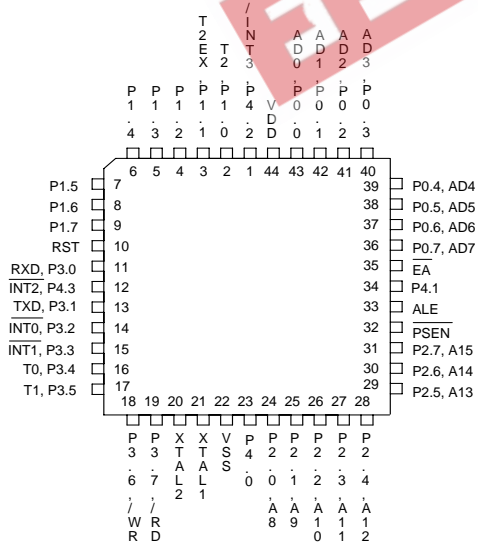 P1.4
P1.3
P1.2
T2EX, P1.1
T2, P1.0
/INT3, P4.2
VDD
AD0, P0.0
AD1, P0.1
AD2, P0.2
AD3, P0.3
6 5 4 3 2 1 44 43 42 41 40
P1.5 7
P1.6 8
P1.7 9
RST 10
RXD, P3.0 11
INT2, P4.3 12
TXD, P3.1 13
INT0, P3.2 14
INT1, P3.3 15
T0, P3.4 16
T1, P3.5 17
39 P0.4, AD4
38 P0.5, AD5
37 P0.6, AD6
36 P0.7, AD7
35 EA
34 P4.1
33 ALE
32 PSEN
31 P2.7, A15
30 P2.6, A14
29 P2.5, A13
18 19 20 21 22 23 24 25 26 27 28
P3.6, /WR
P3.7, /RD
XTAL2
XTAL1
VSS
P4.0
P2.0, A8
P2.1, A9
P2.2, A10
P2.3, A11
P2.4, A12